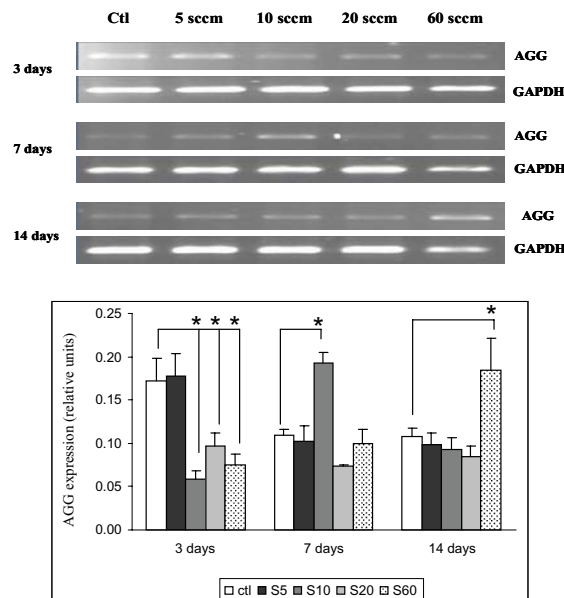 Ctl 5 sccm 10 sccm 20 sccm 60 sccm
3 days
AGG
GAPDH
7 days
AGG
GAPDH
14 days
AGG
GAPDH
AGG expression (relative units)
0.25
0.20
0.15
0.10
0.05
0.00
* * *
*
*
3 days 7 days 14 days
ctl S5 S10 S20 S60